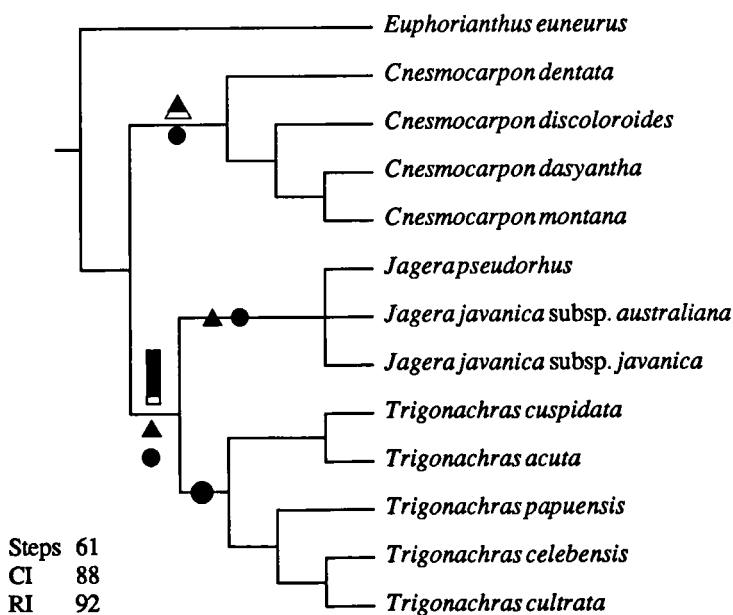 Euphorianthus euneurus
Cnesmocarpon dentata
Cnesmocarpon discoloroides
Cnesmocarpon dasyantha
Cnesmocarpon montana
Jagera pseudorhus
Jagera javanica subsp. australiana
Jagera javanica subsp. javanica
Trigonachras cuspidata
Trigonachras acuta
Trigonachras papuensis
Trigonachras celebensis
Trigonachras cultrata
Steps 61
CI 88
RI 92